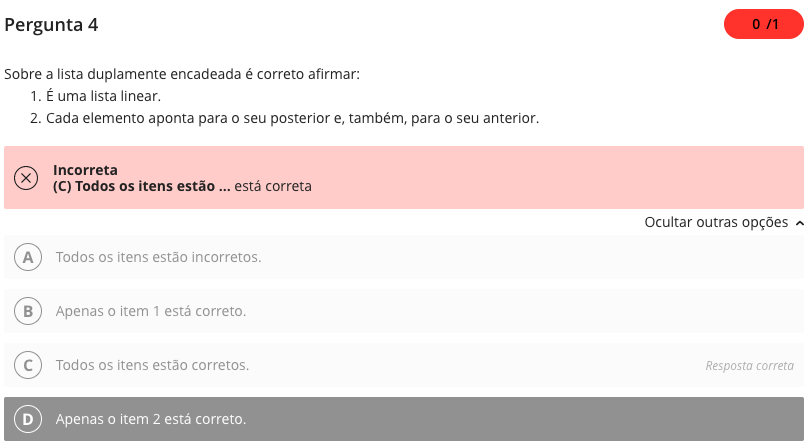 Pergunta 4
0 /1
Sobre a lista duplamente encadeada é correto afirmar:
1. É uma lista linear.
2. Cada elemento aponta para o seu posterior e, também, para o seu anterior.
Incorreta
(C) Todos os itens estão ... está correta
Ocultar outras opções
A Todos os itens estão incorretos.
B Apenas o item 1 está correto.
C Todos os itens estão corretos. Resposta correta
D Apenas o item 2 está correto.